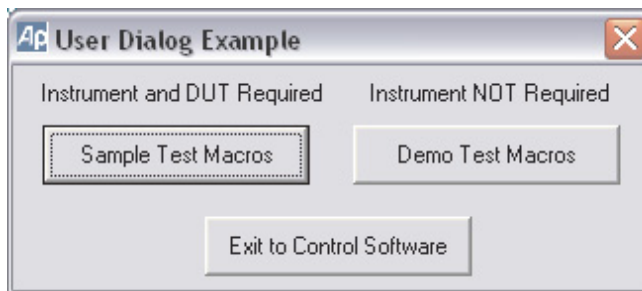 Ap User Dialog Example
Instrument and DUT Required
Instrument NOT Required
Sample Test Macros
Demo Test Macros
Exit to Control Software